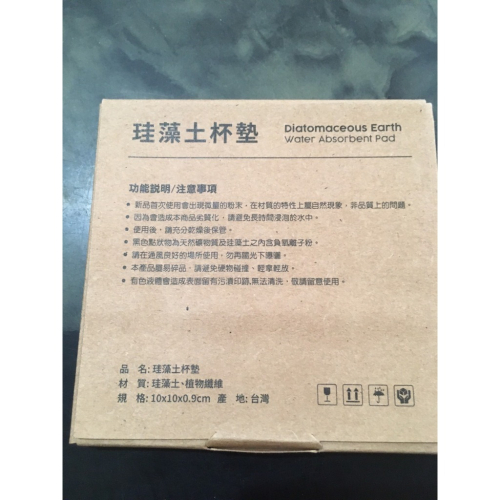 珪藻土杯墊
Diatomaceous Earth
Water Absorbent Pad
功能説明/注意事項
• 新品首次使用會出現微量的粉末，在材質的特性上屬自然現象，非品質上的問題。
• 因為會造成本商品劣質化，請避免長時間浸泡於水中。
• 使用後，請充分乾燥後保管。
• 黑色點狀物為天然礦物質及珪藻土之內含負氧離子粉。
• 請在通風良好的場所使用，勿再陽光下曝曬。
• 本產品屬易碎品，請避免硬物碰撞、輕拿輕放。
• 有色液體會造成表面留有污漬印跡,無法清洗，敬請留意使用。
品 名: 珪藻土杯墊
材 質: 珪藻土、植物纖維
規 格: 10x10x0.9cm 產 地: 台灣